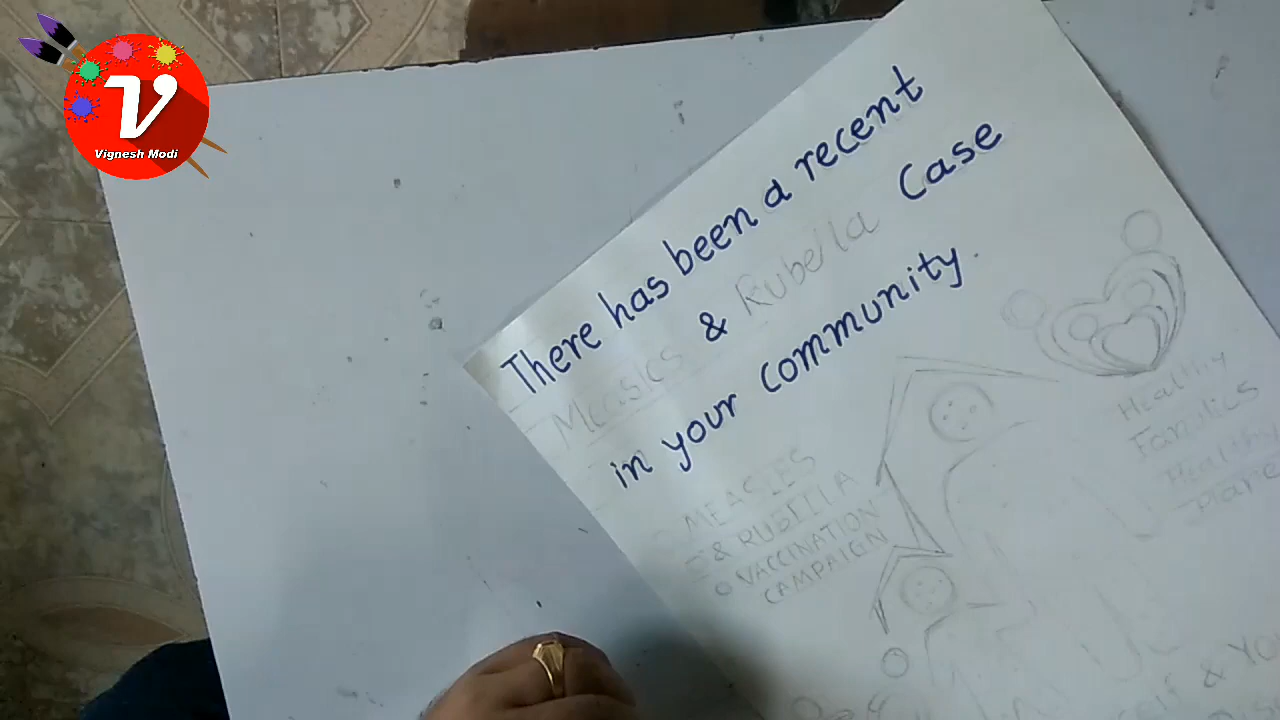 V
Vignesh Modi
There has been a recent
Measles & Rubella Case
in your community.
MEASLES
& RUBELLA
VACCINATION
CAMPAIGN
Healthy
Families
Healthy
&